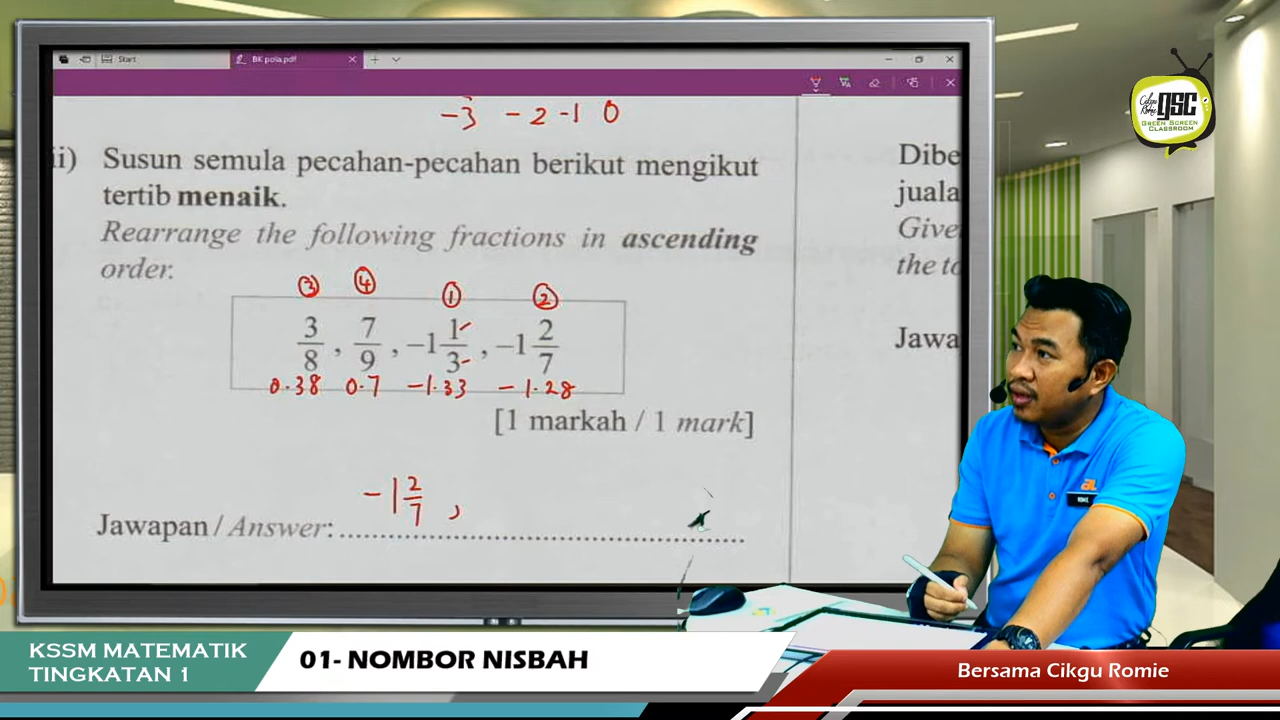 Start
BK pola.pdf
-3 -2 -1 0
ii) Susun semula pecahan-pecahan berikut mengikut
tertib menaik.
Rearrange the following fractions in ascending
order.
③ ④ ① ②
3/8 , 7/9 , -1 1/3 , -1 2/7
0.38 0.7 -1.33 -1.28
[1 markah / 1 mark]
-1 2/7 ,
Jawapan / Answer: ........................................
Dibe
juala
Give
the to
Jawa
Cikgu Romie GSC
GREEN SCREEN
CLASSROOM
KSSM MATEMATIK
TINGKATAN 1
01- NOMBOR NISBAH
Bersama Cikgu Romie